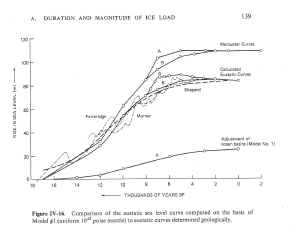 A. DURATION AND MAGNITUDE OF ICE LOAD 139
120
100
80
60
40
20
0
RISE IN SEA LEVEL (m)
A
B
Meltwater Curves
A
B
Calculated
Eustatic Curves
Shepard
Fairbridge
Morner
Adjustment of
ocean basins (Model No. 1)
A
18 16 14 12 10 8 6 4 2 0 -2
THOUSANDS OF YEARS BP
Figure IV-16. Comparison of the eustatic sea level curve computed on the basis of
Model #1 (uniform 10²² poise mantle) to eustatic curves determined geologically.